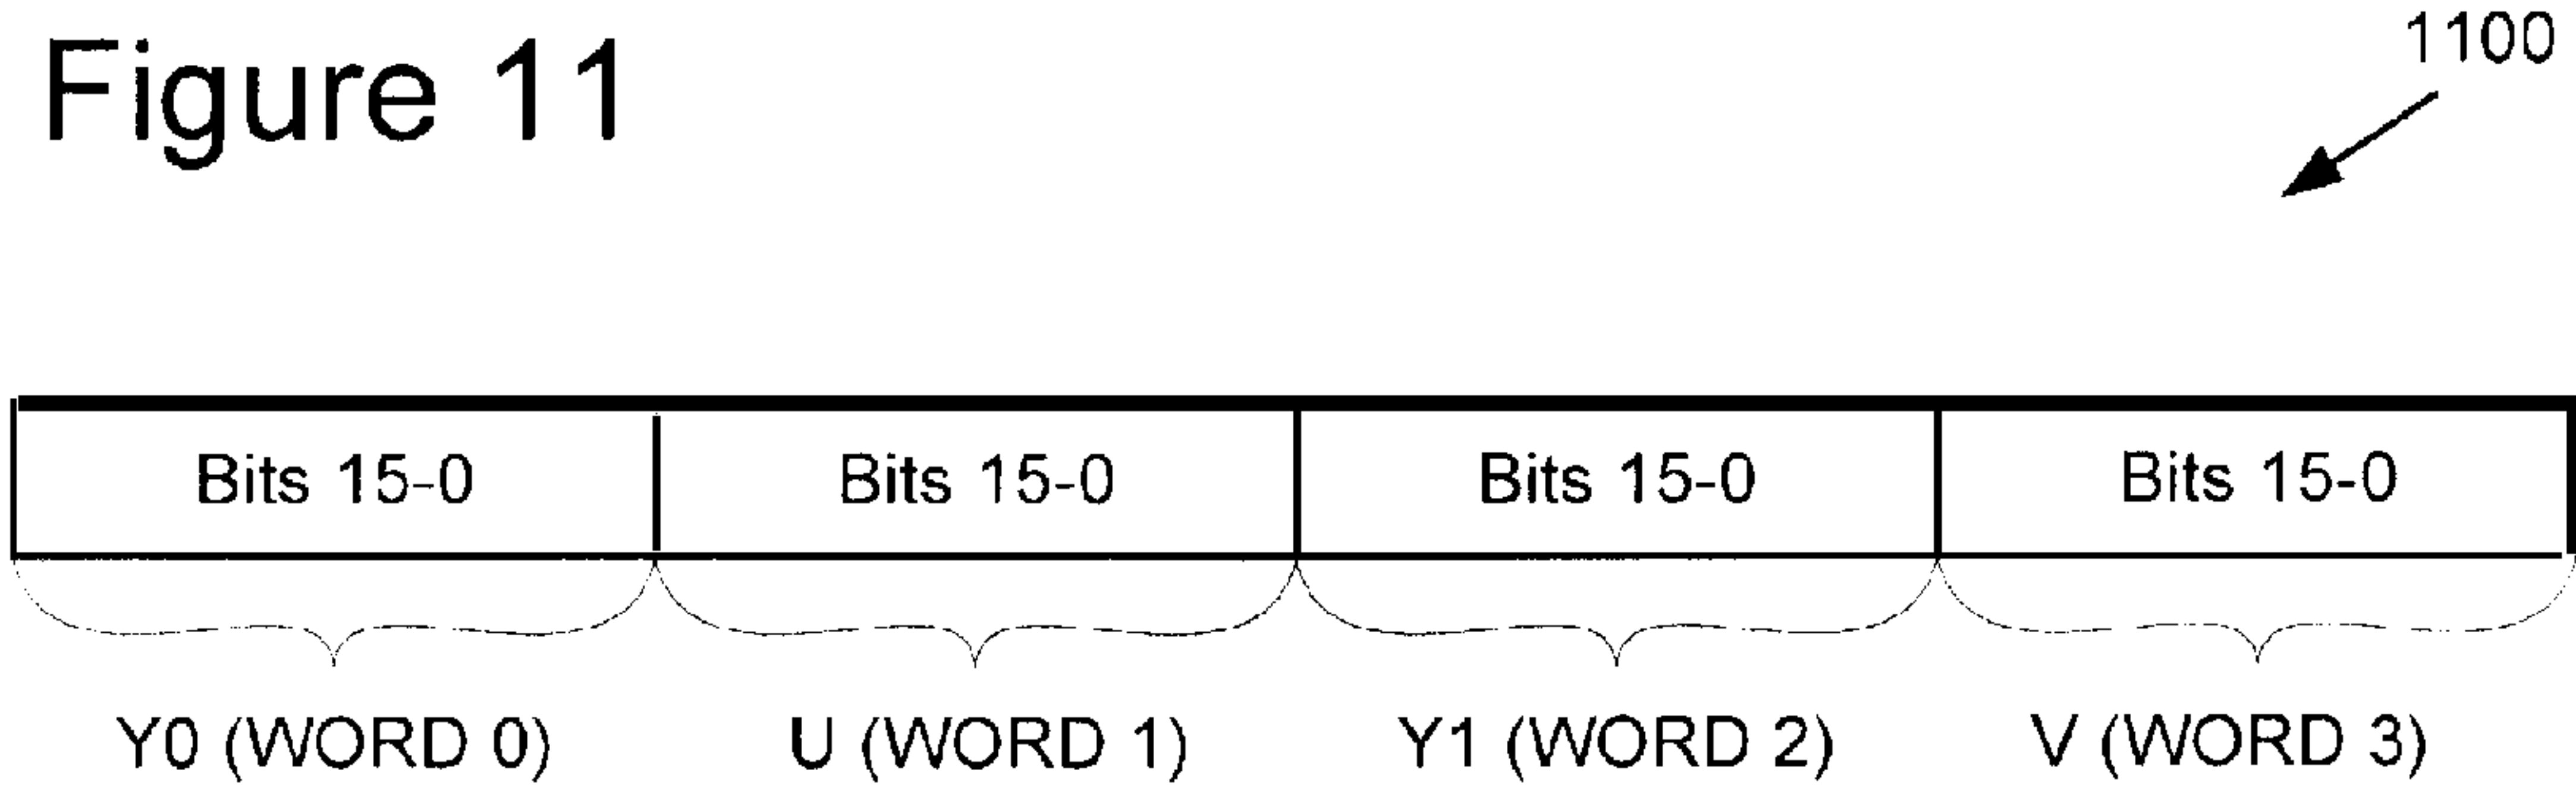 Figure 11
1100
Bits 15-0 Bits 15-0 Bits 15-0 Bits 15-0
Y0 (WORD 0) U (WORD 1) Y1 (WORD 2) V (WORD 3)